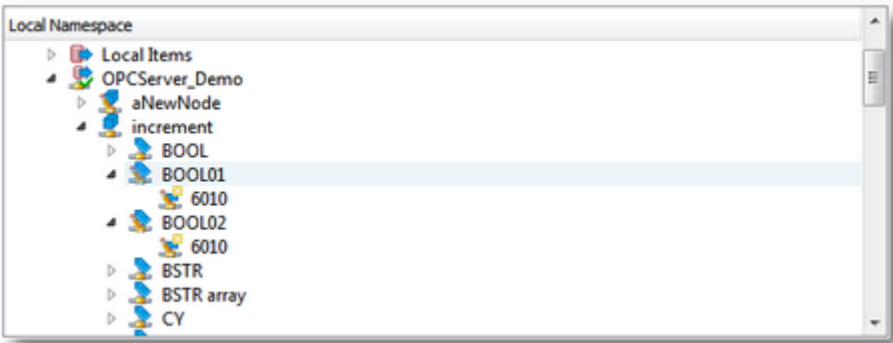 Local Namespace
Local Items
OPCServer_Demo
aNewNode
increment
BOOL
BOOL01
6010
BOOL02
6010
BSTR
BSTR array
CY